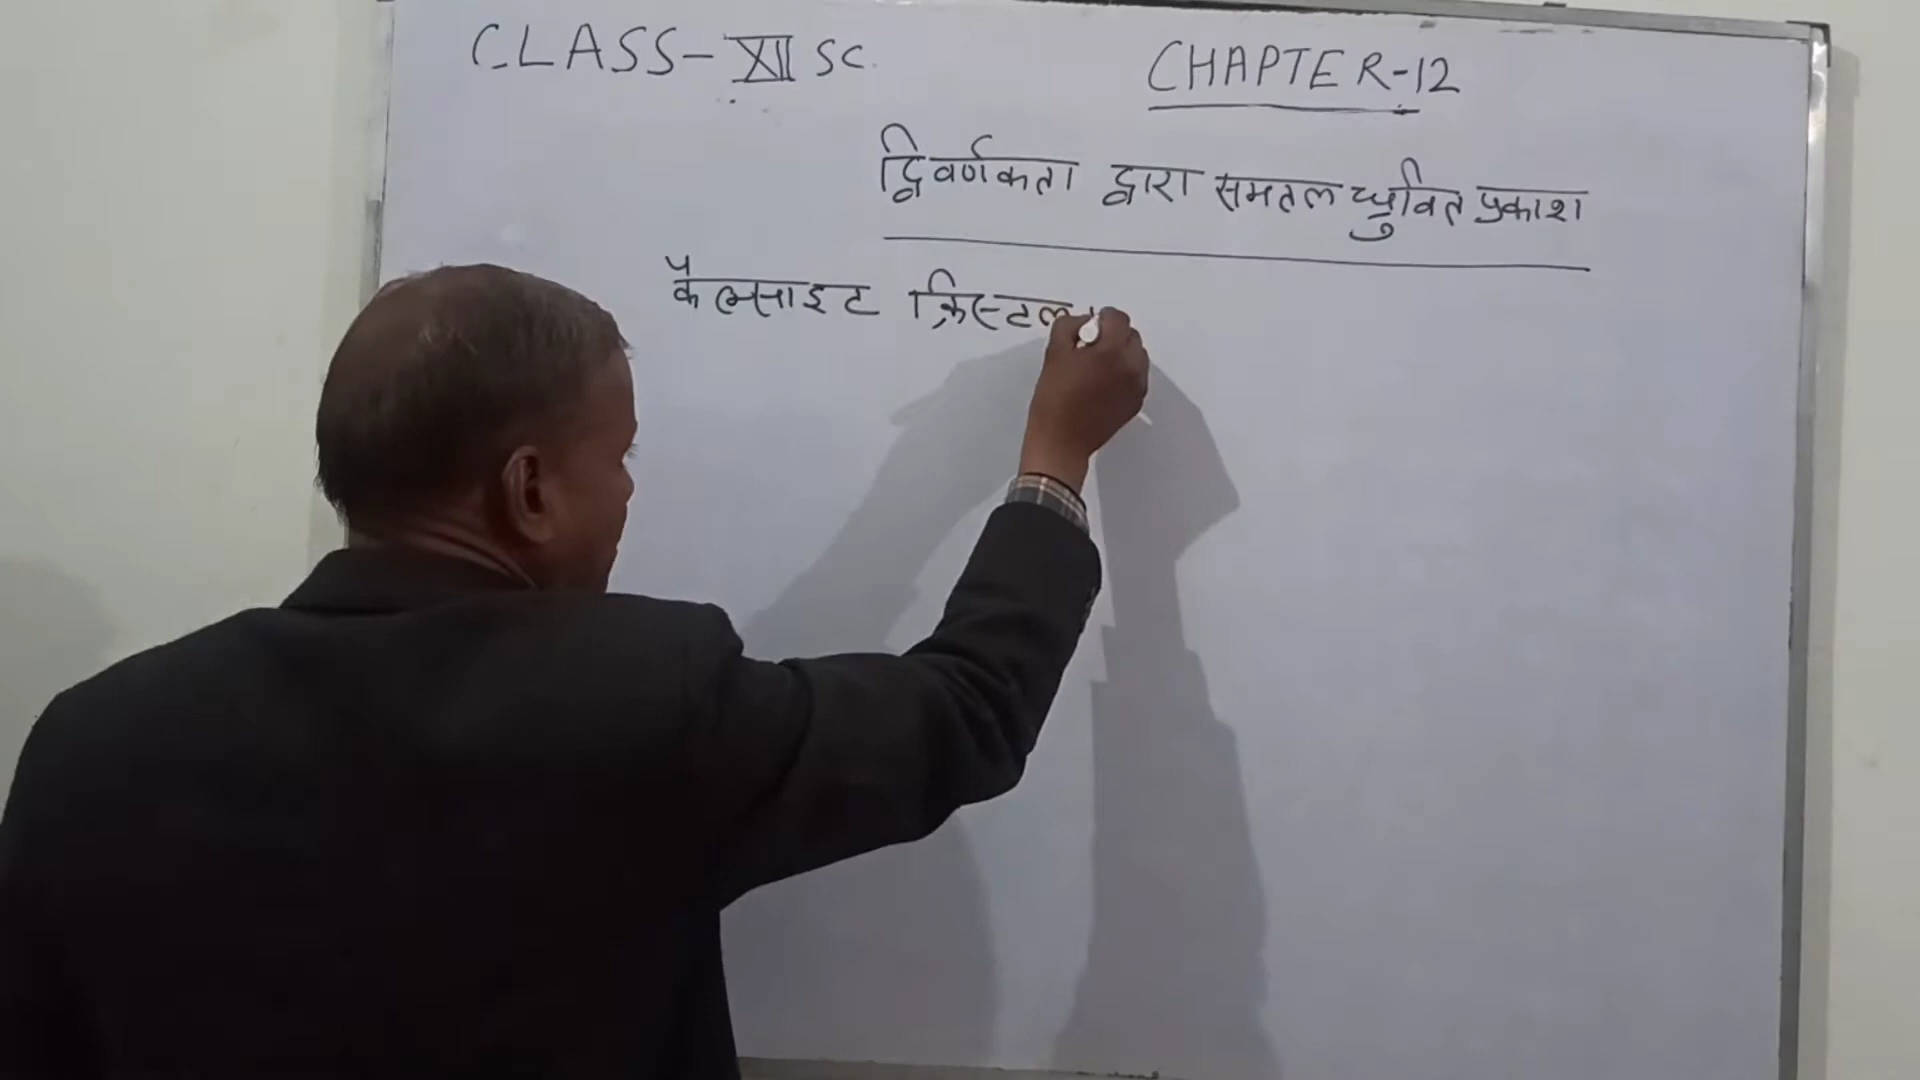 CLASS-XII SC.
CHAPTER-12
द्विवर्णकता द्वारा समतल ध्रुवित प्रकाश
कैल्साइट क्रिस्टल